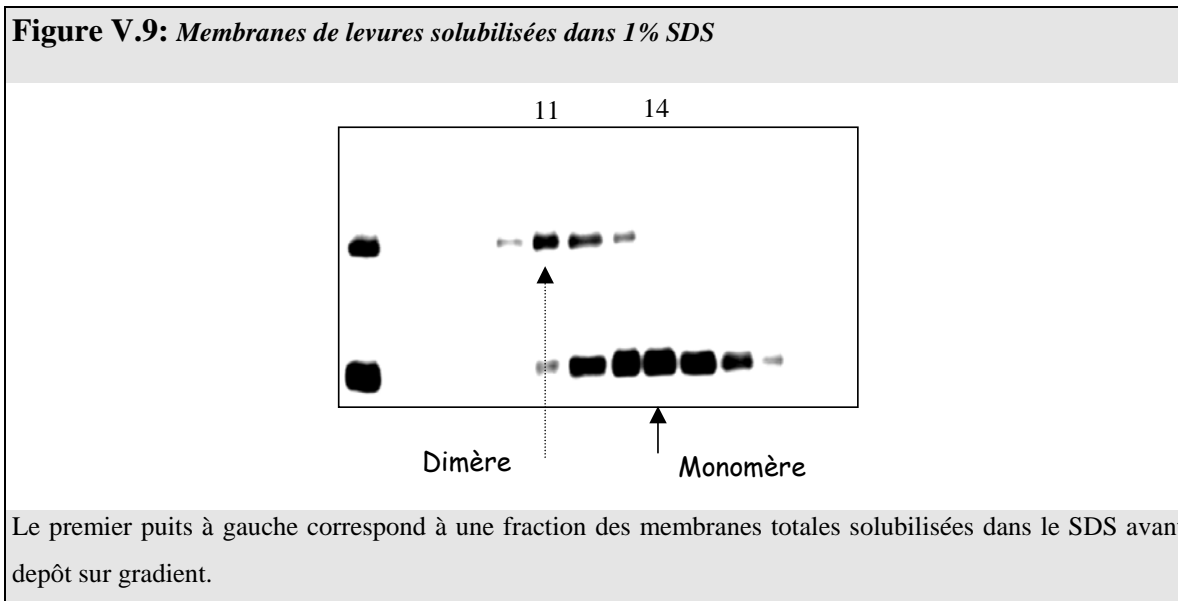 Figure V.9: Membranes de levures solubilisées dans 1% SDS
11 14
Dimère Monomère
Le premier puits à gauche correspond à une fraction des membranes totales solubilisées dans le SDS avant
depôt sur gradient.